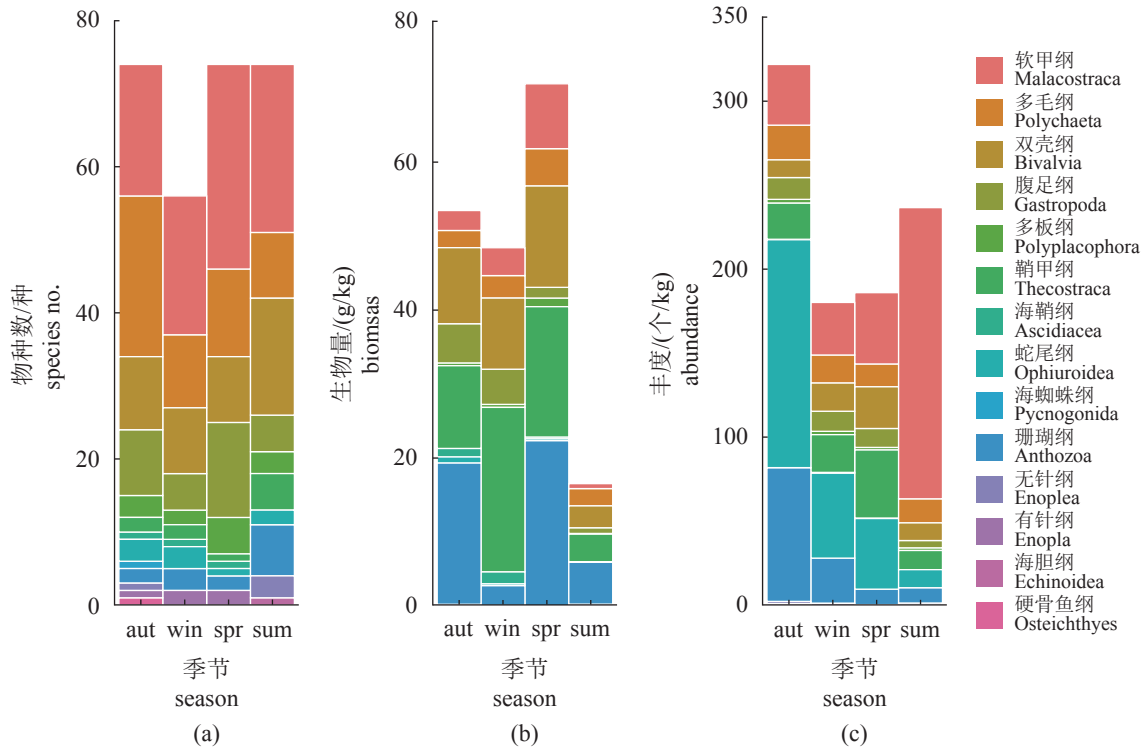 80
60
40
20
0
物种数/种
species no.
aut win spr sum
季节
season
(a)
80
60
40
20
0
生物量/(g/kg)
biomsas
aut win spr sum
季节
season
(b)
350
300
200
100
0
丰度/(个/kg)
abundance
aut win spr sum
季节
season
(c)
软甲纲
Malacostraca
多毛纲
Polychaeta
双壳纲
Bivalvia
腹足纲
Gastropoda
多板纲
Polyplacophora
鞘甲纲
Thecostraca
海鞘纲
Ascidiacea
蛇尾纲
Ophiuroidea
海蜘蛛纲
Pycnogonida
珊瑚纲
Anthozoa
无针纲
Enoplea
有针纲
Enopla
海胆纲
Echinoidea
硬骨鱼纲
Osteichthyes